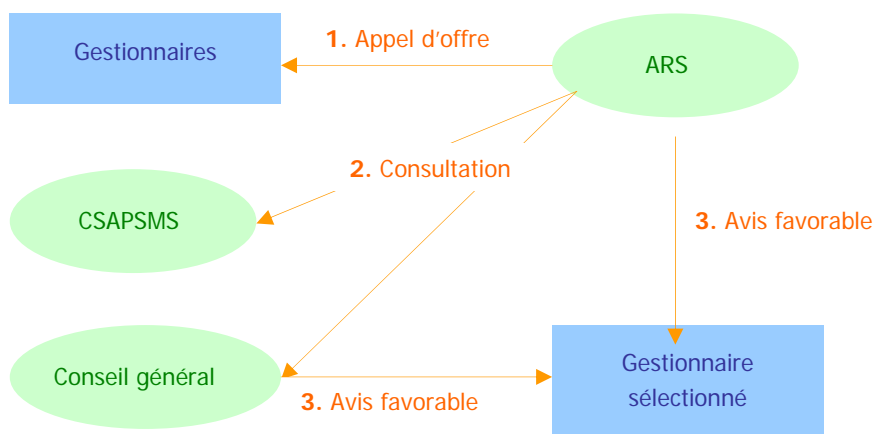 1. Appel d'offre
Gestionnaires
ARS
2. Consultation
CSAPSMS
3. Avis favorable
Conseil général
3. Avis favorable
Gestionnaire
sélectionné